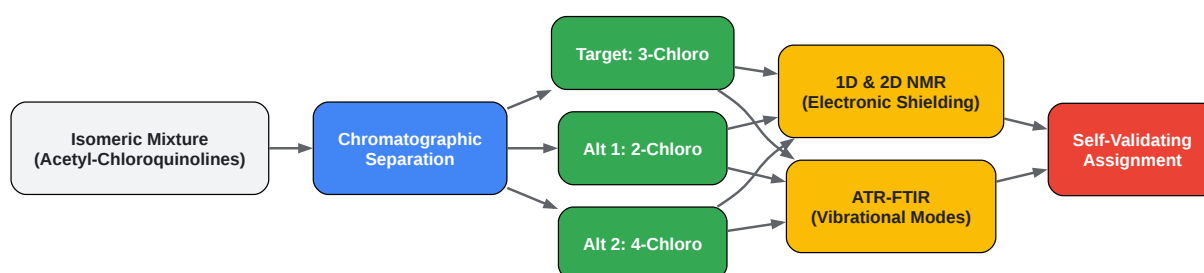 Isomeric Mixture
(Acetyl-Chloroquinolines)
Chromatographic
Separation
Target: 3-Chloro
Alt 1: 2-Chloro
Alt 2: 4-Chloro
1D & 2D NMR
(Electronic Shielding)
ATR-FTIR
(Vibrational Modes)
Self-Validating
Assignment